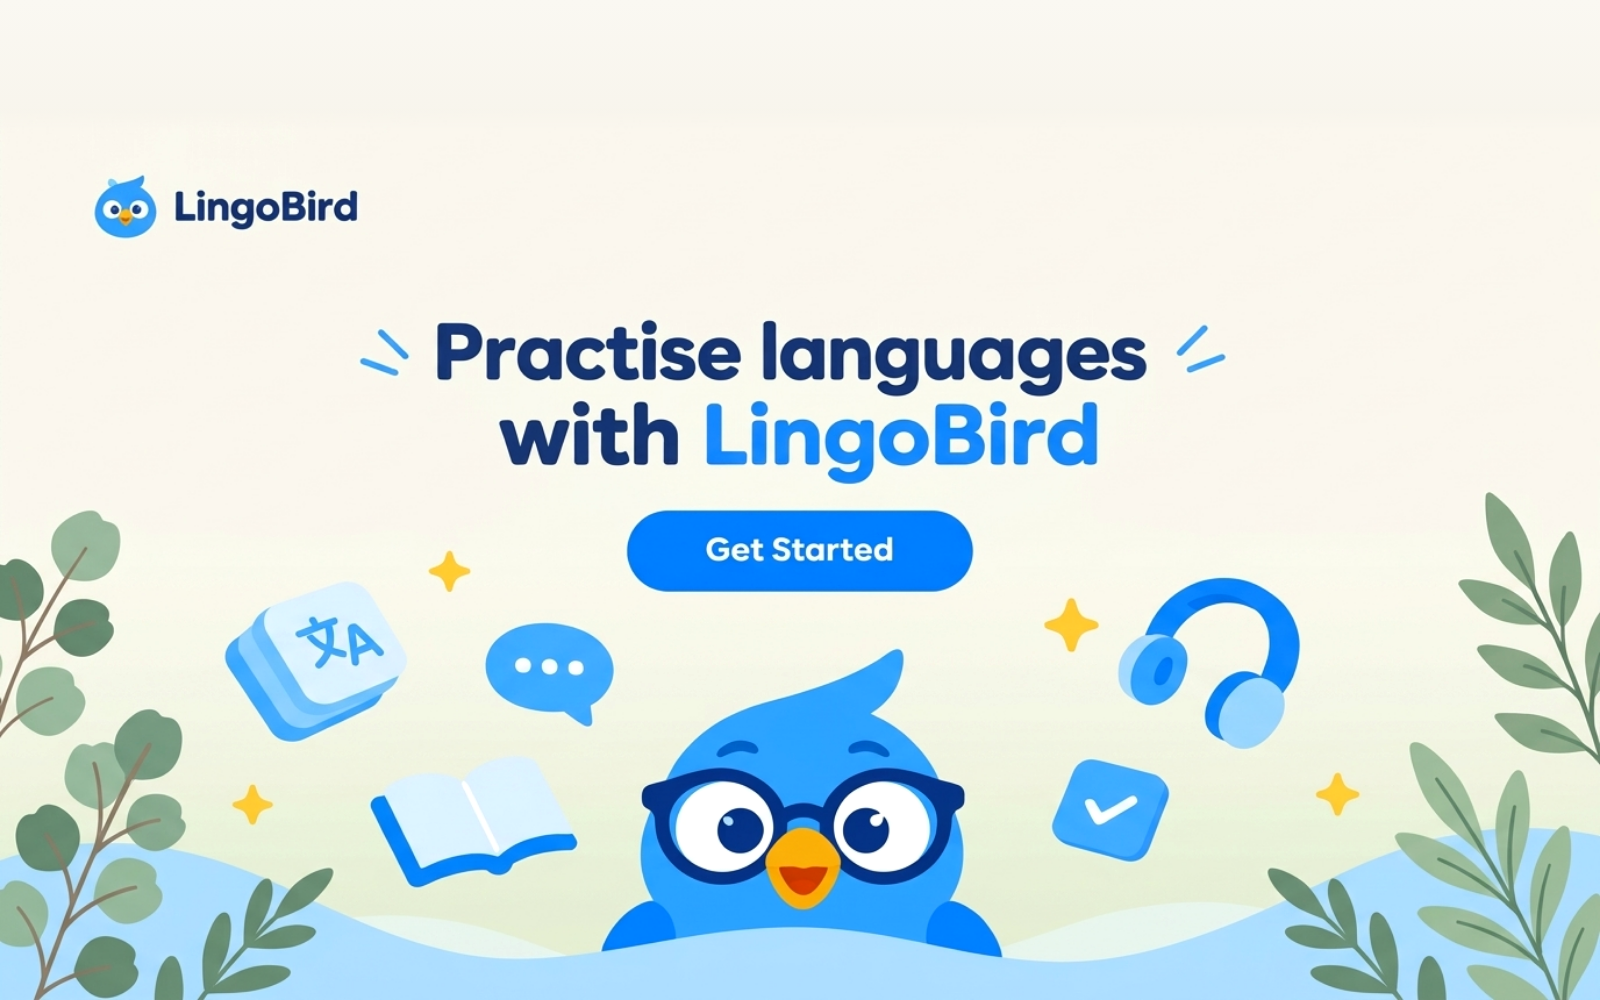 LingoBird
Practise languages
with LingoBird
Get Started
文A